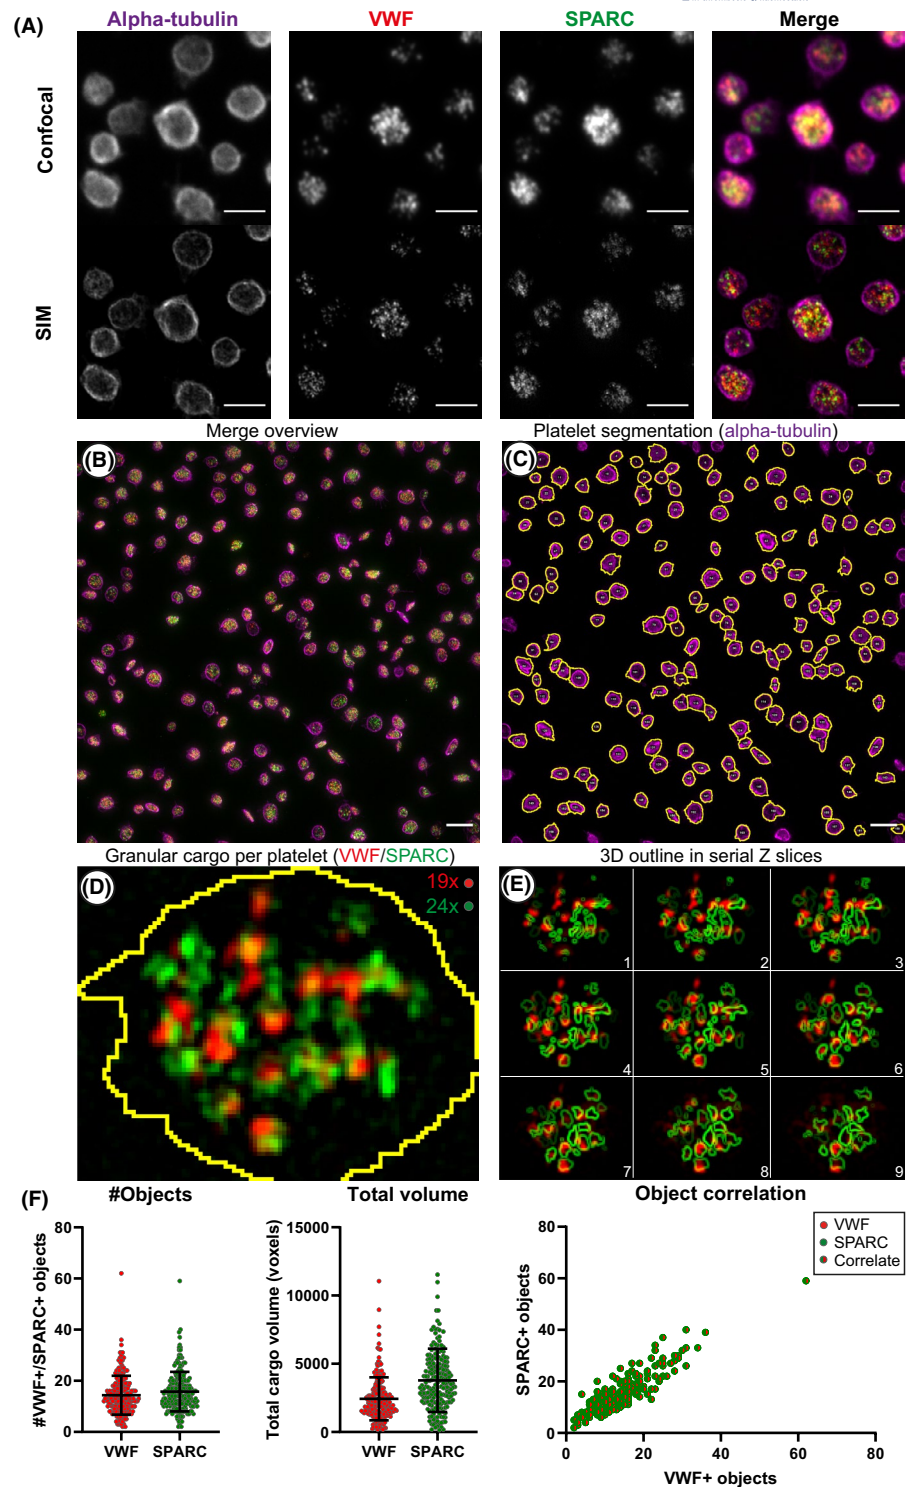 (A)
Alpha-tubulin VWF SPARC Merge
Confocal
SIM
Merge overview
Platelet segmentation (alpha-tubulin)
(B)
(C)
Granular cargo per platelet (VWF/SPARC)
3D outline in serial Z slices
(D)
19x
24x
(E)
1 2 3
4 5 6
7 8 9
(F)
#Objects
Total volume
Object correlation
#VWF+/SPARC+ objects
80
60
40
20
0
VWF SPARC
Total cargo volume (voxels)
15000
10000
5000
0
VWF SPARC
SPARC+ objects
80
60
40
20
0
0 20 40 60 80
VWF+ objects
VWF
SPARC
Correlate